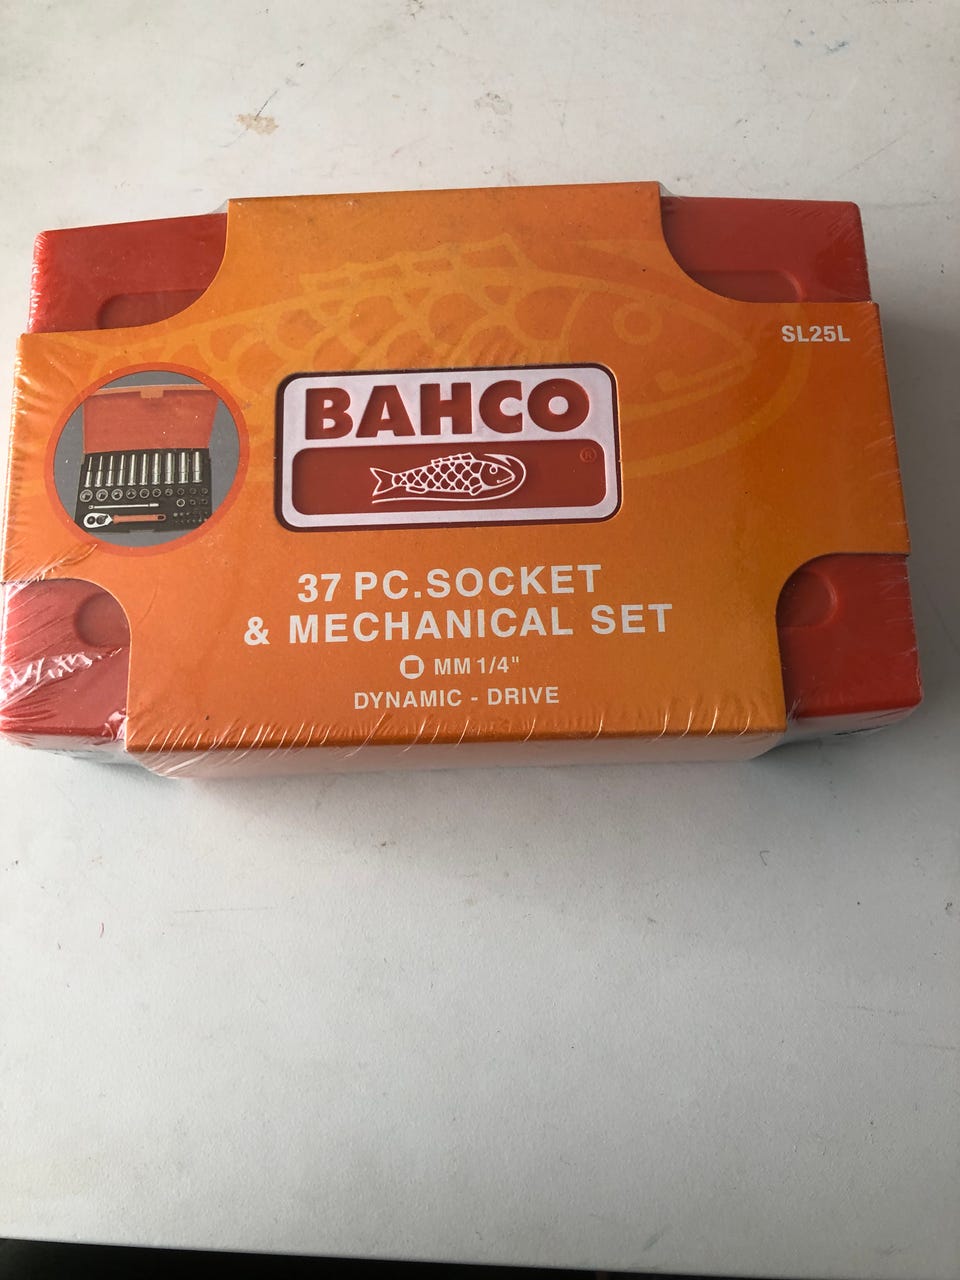 SL25L
BAHCO
®
37 PC.SOCKET
& MECHANICAL SET
MM 1/4"
DYNAMIC - DRIVE